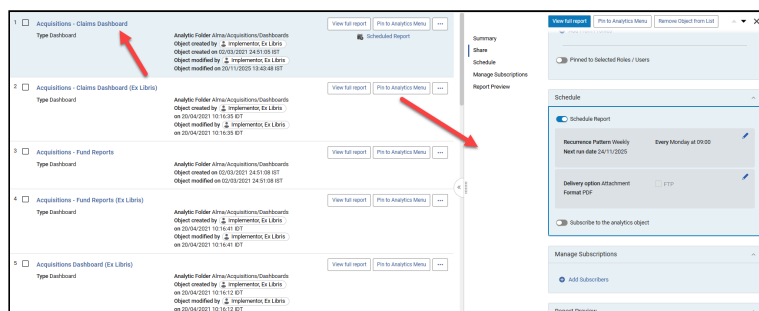 1 Acquisitions - Claims Dashboard
Type Dashboard
Analytic Folder Alma/Acquisitions/Dashboards
Object created by Implementor, Ex Libris
Object created on 02/03/2021 24:51:05 IST
Object modified by Implementor, Ex Libris
Object modified on 20/11/2025 13:43:48 IST
View full report Pin to Analytics Menu ...
Scheduled Report
2 Acquisitions - Claims Dashboard (Ex Libris)
Type Dashboard
Analytic Folder Alma/Acquisitions/Dashboards
Object created by Implementor, Ex Libris
on 20/04/2021 10:16:35 IDT
Object modified by Implementor, Ex Libris
on 20/04/2021 10:16:35 IDT
View full report Pin to Analytics Menu ...
3 Acquisitions - Fund Reports
Type Dashboard
Analytic Folder Alma/Acquisitions/Dashboards
Object created on 02/03/2021 24:51:08 IST
Object modified on 02/03/2021 24:51:08 IST
View full report Pin to Analytics Menu ...
4 Acquisitions - Fund Reports (Ex Libris)
Type Dashboard
Analytic Folder Alma/Acquisitions/Dashboards
Object created by Implementor, Ex Libris
on 20/04/2021 10:16:41 IDT
Object modified by Implementor, Ex Libris
on 20/04/2021 10:16:41 IDT
View full report Pin to Analytics Menu ...
5 Acquisitions Dashboard (Ex Libris)
Type Dashboard
Analytic Folder Alma/Acquisitions/Dashboards
Object created by Implementor, Ex Libris
on 20/04/2021 10:16:12 IDT
Object modified by Implementor, Ex Libris
on 20/04/2021 10:16:12 IDT
View full report Pin to Analytics Menu ...
Summary
Share
Schedule
Manage Subscriptions
Report Preview
View full report Pin to Analytics Menu Remove Object from List
Pinned to Selected Roles / Users
Schedule
Schedule Report
Recurrence Pattern Weekly Every Monday at 09:00
Next run date 24/11/2025
Delivery option Attachment FTP
Format PDF
Subscribe to the analytics object
Manage Subscriptions
Add Subscribers
Report Preview